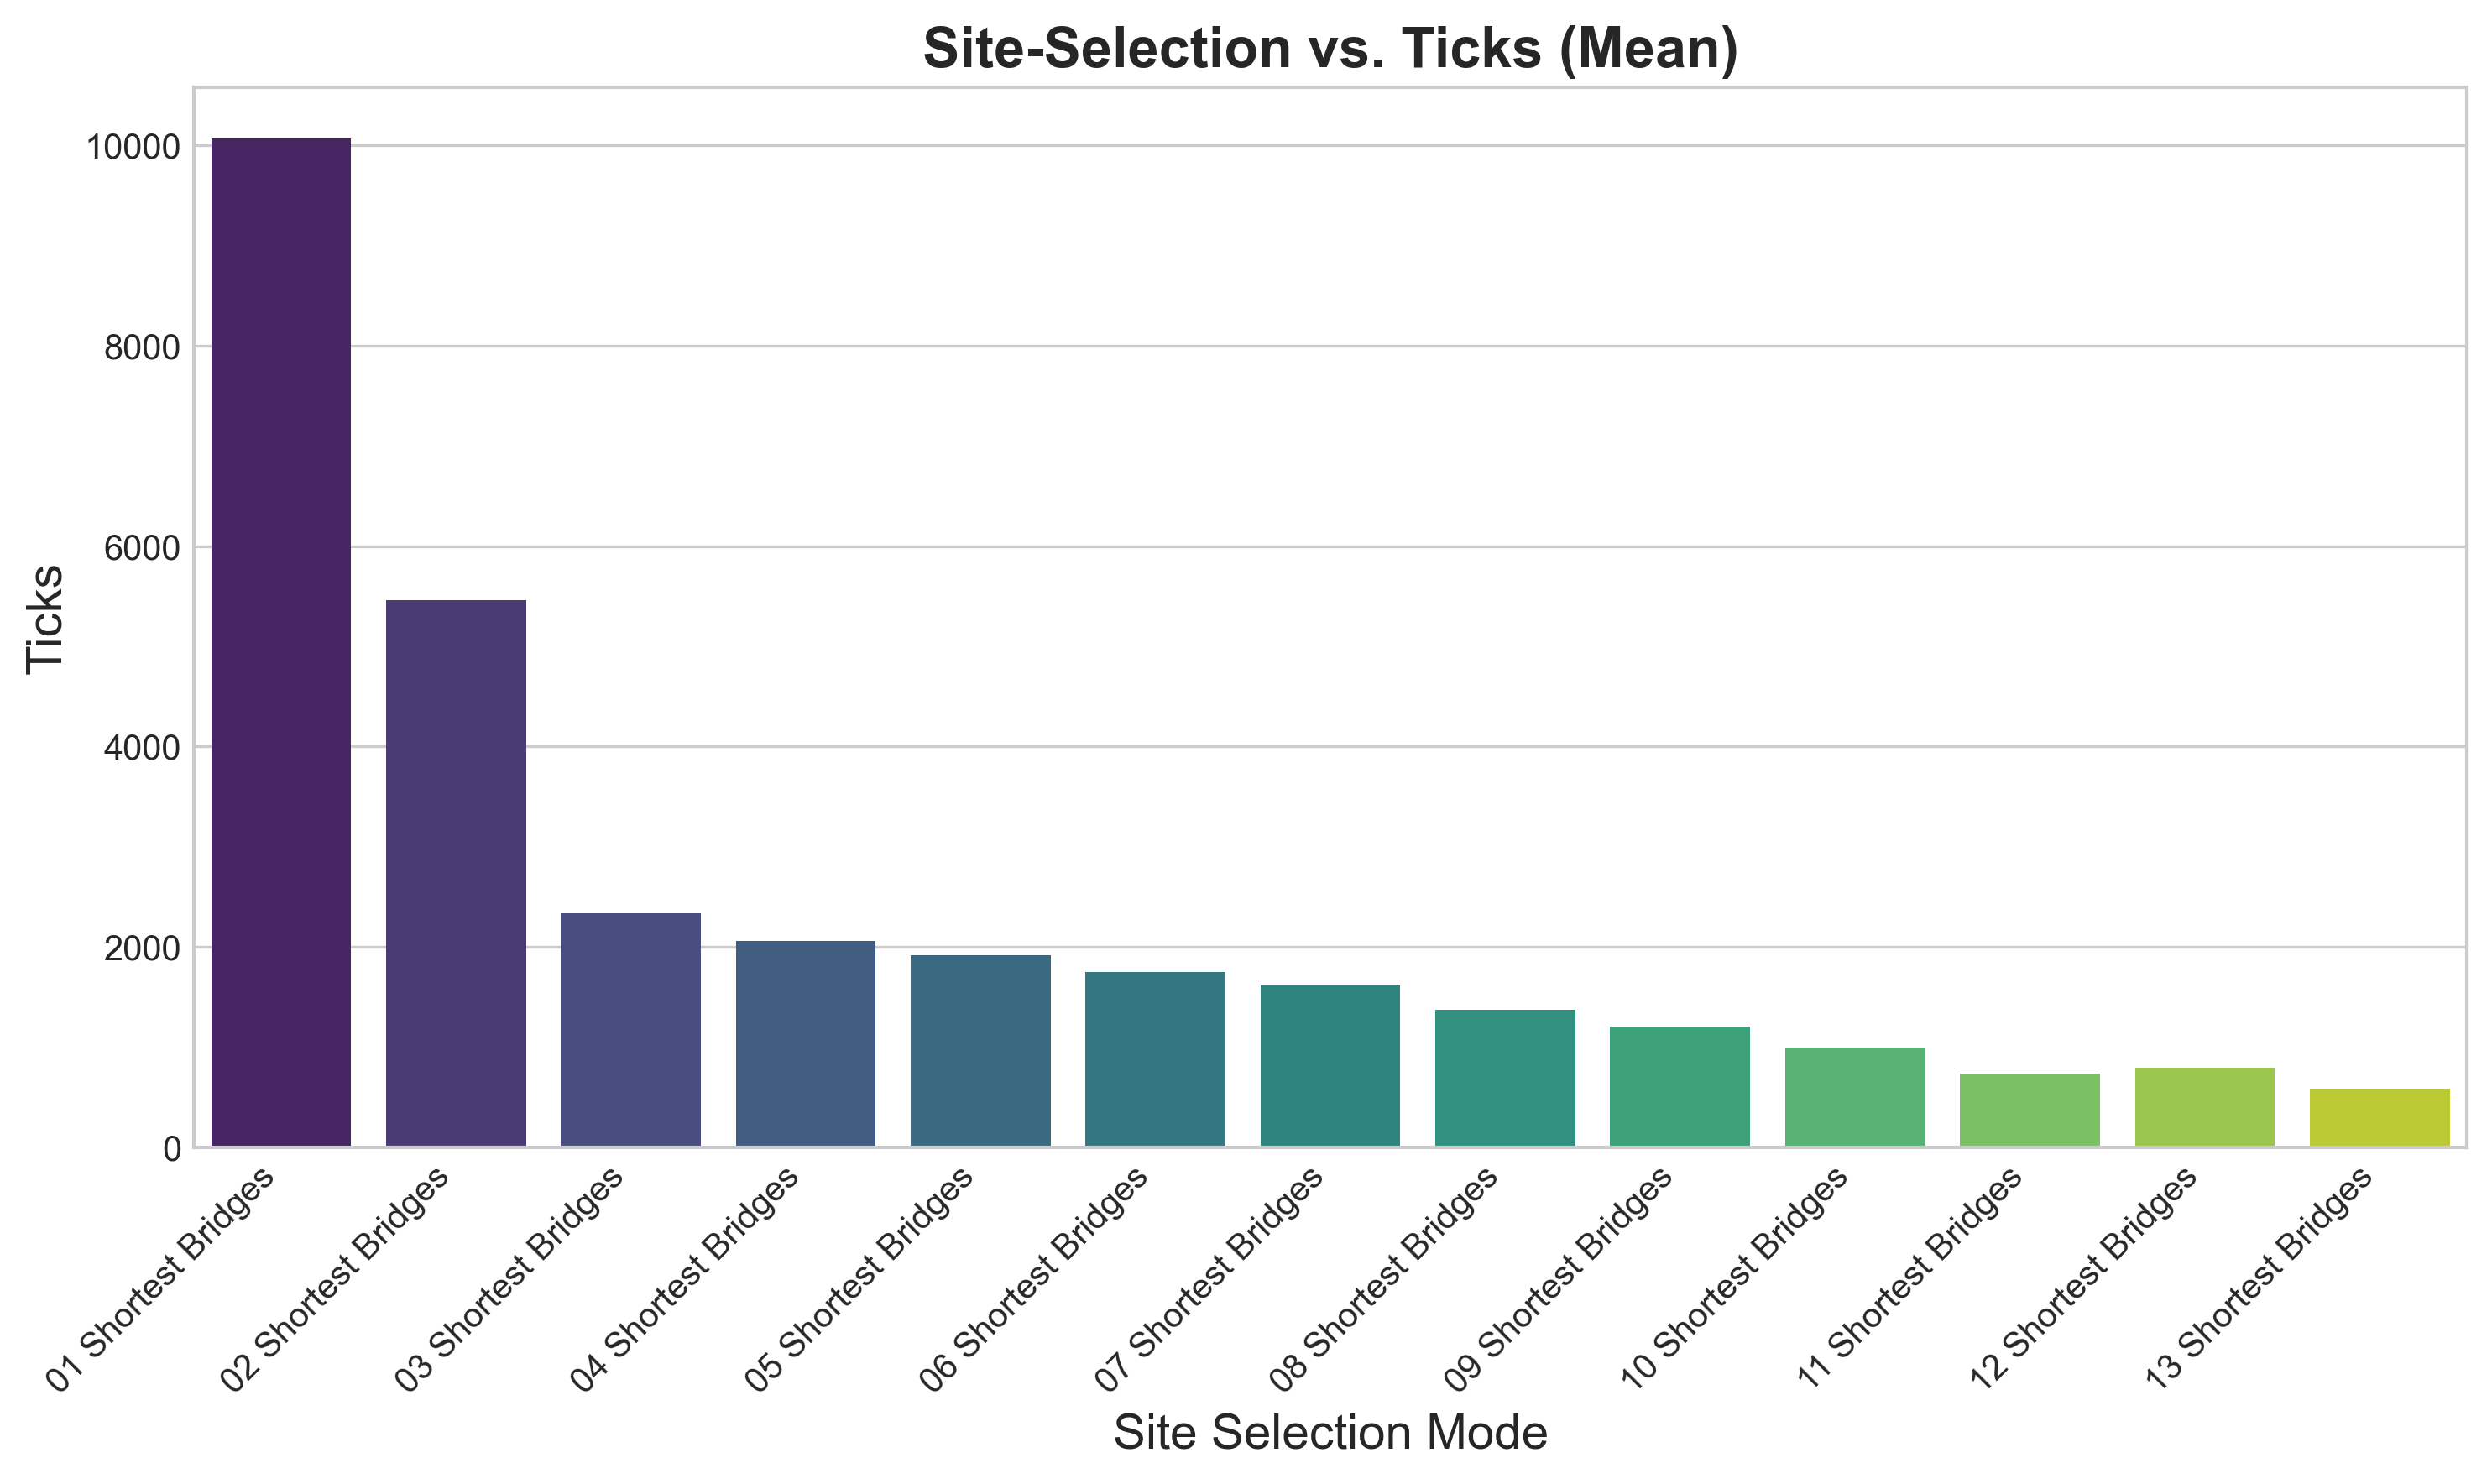 Site-Selection vs. Ticks (Mean)
Ticks
10000
8000
6000
4000
2000
0
01 Shortest Bridges
02 Shortest Bridges
03 Shortest Bridges
04 Shortest Bridges
05 Shortest Bridges
06 Shortest Bridges
07 Shortest Bridges
08 Shortest Bridges
09 Shortest Bridges
10 Shortest Bridges
11 Shortest Bridges
12 Shortest Bridges
13 Shortest Bridges
Site Selection Mode